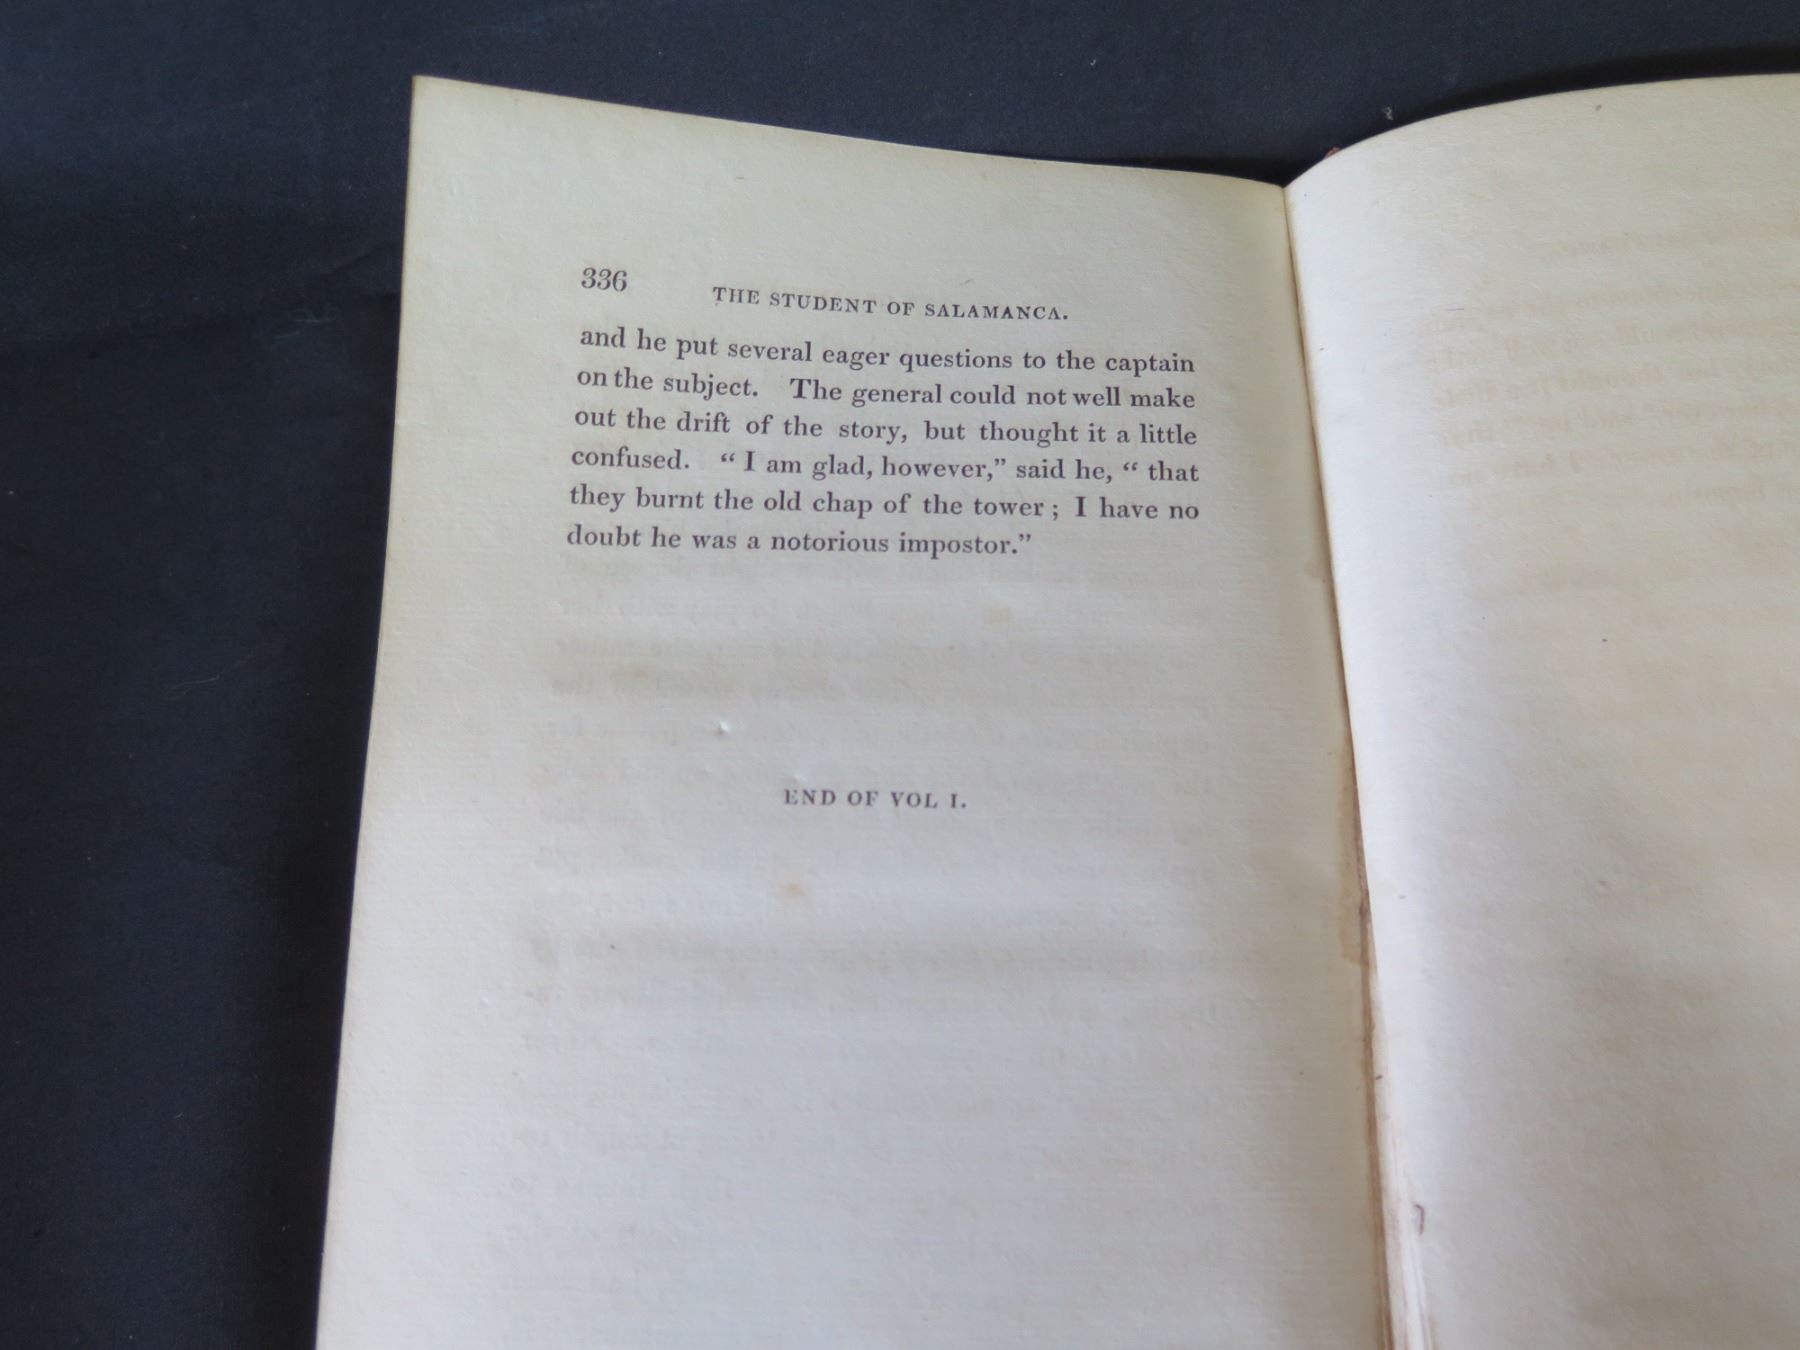 336 THE STUDENT OF SALAMANCA.
and he put several eager questions to the captain
on the subject. The general could not well make
out the drift of the story, but thought it a little
confused. “ I am glad, however,” said he, “ that
they burnt the old chap of the tower ; I have no
doubt he was a notorious impostor.”
END OF VOL I.